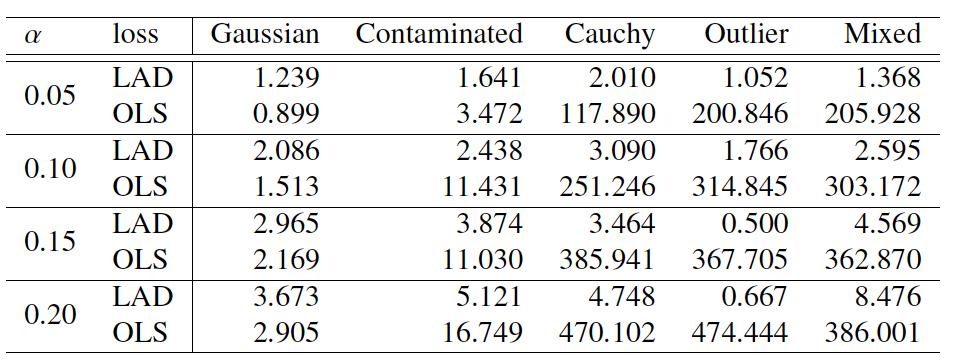 α loss Gaussian Contaminated Cauchy Outlier Mixed
0.05 LAD 1.239 1.641 2.010 1.052 1.368
OLS 0.899 3.472 117.890 200.846 205.928
0.10 LAD 2.086 2.438 3.090 1.766 2.595
OLS 1.513 11.431 251.246 314.845 303.172
0.15 LAD 2.965 3.874 3.464 0.500 4.569
OLS 2.169 11.030 385.941 367.705 362.870
0.20 LAD 3.673 5.121 4.748 0.667 8.476
OLS 2.905 16.749 470.102 474.444 386.001